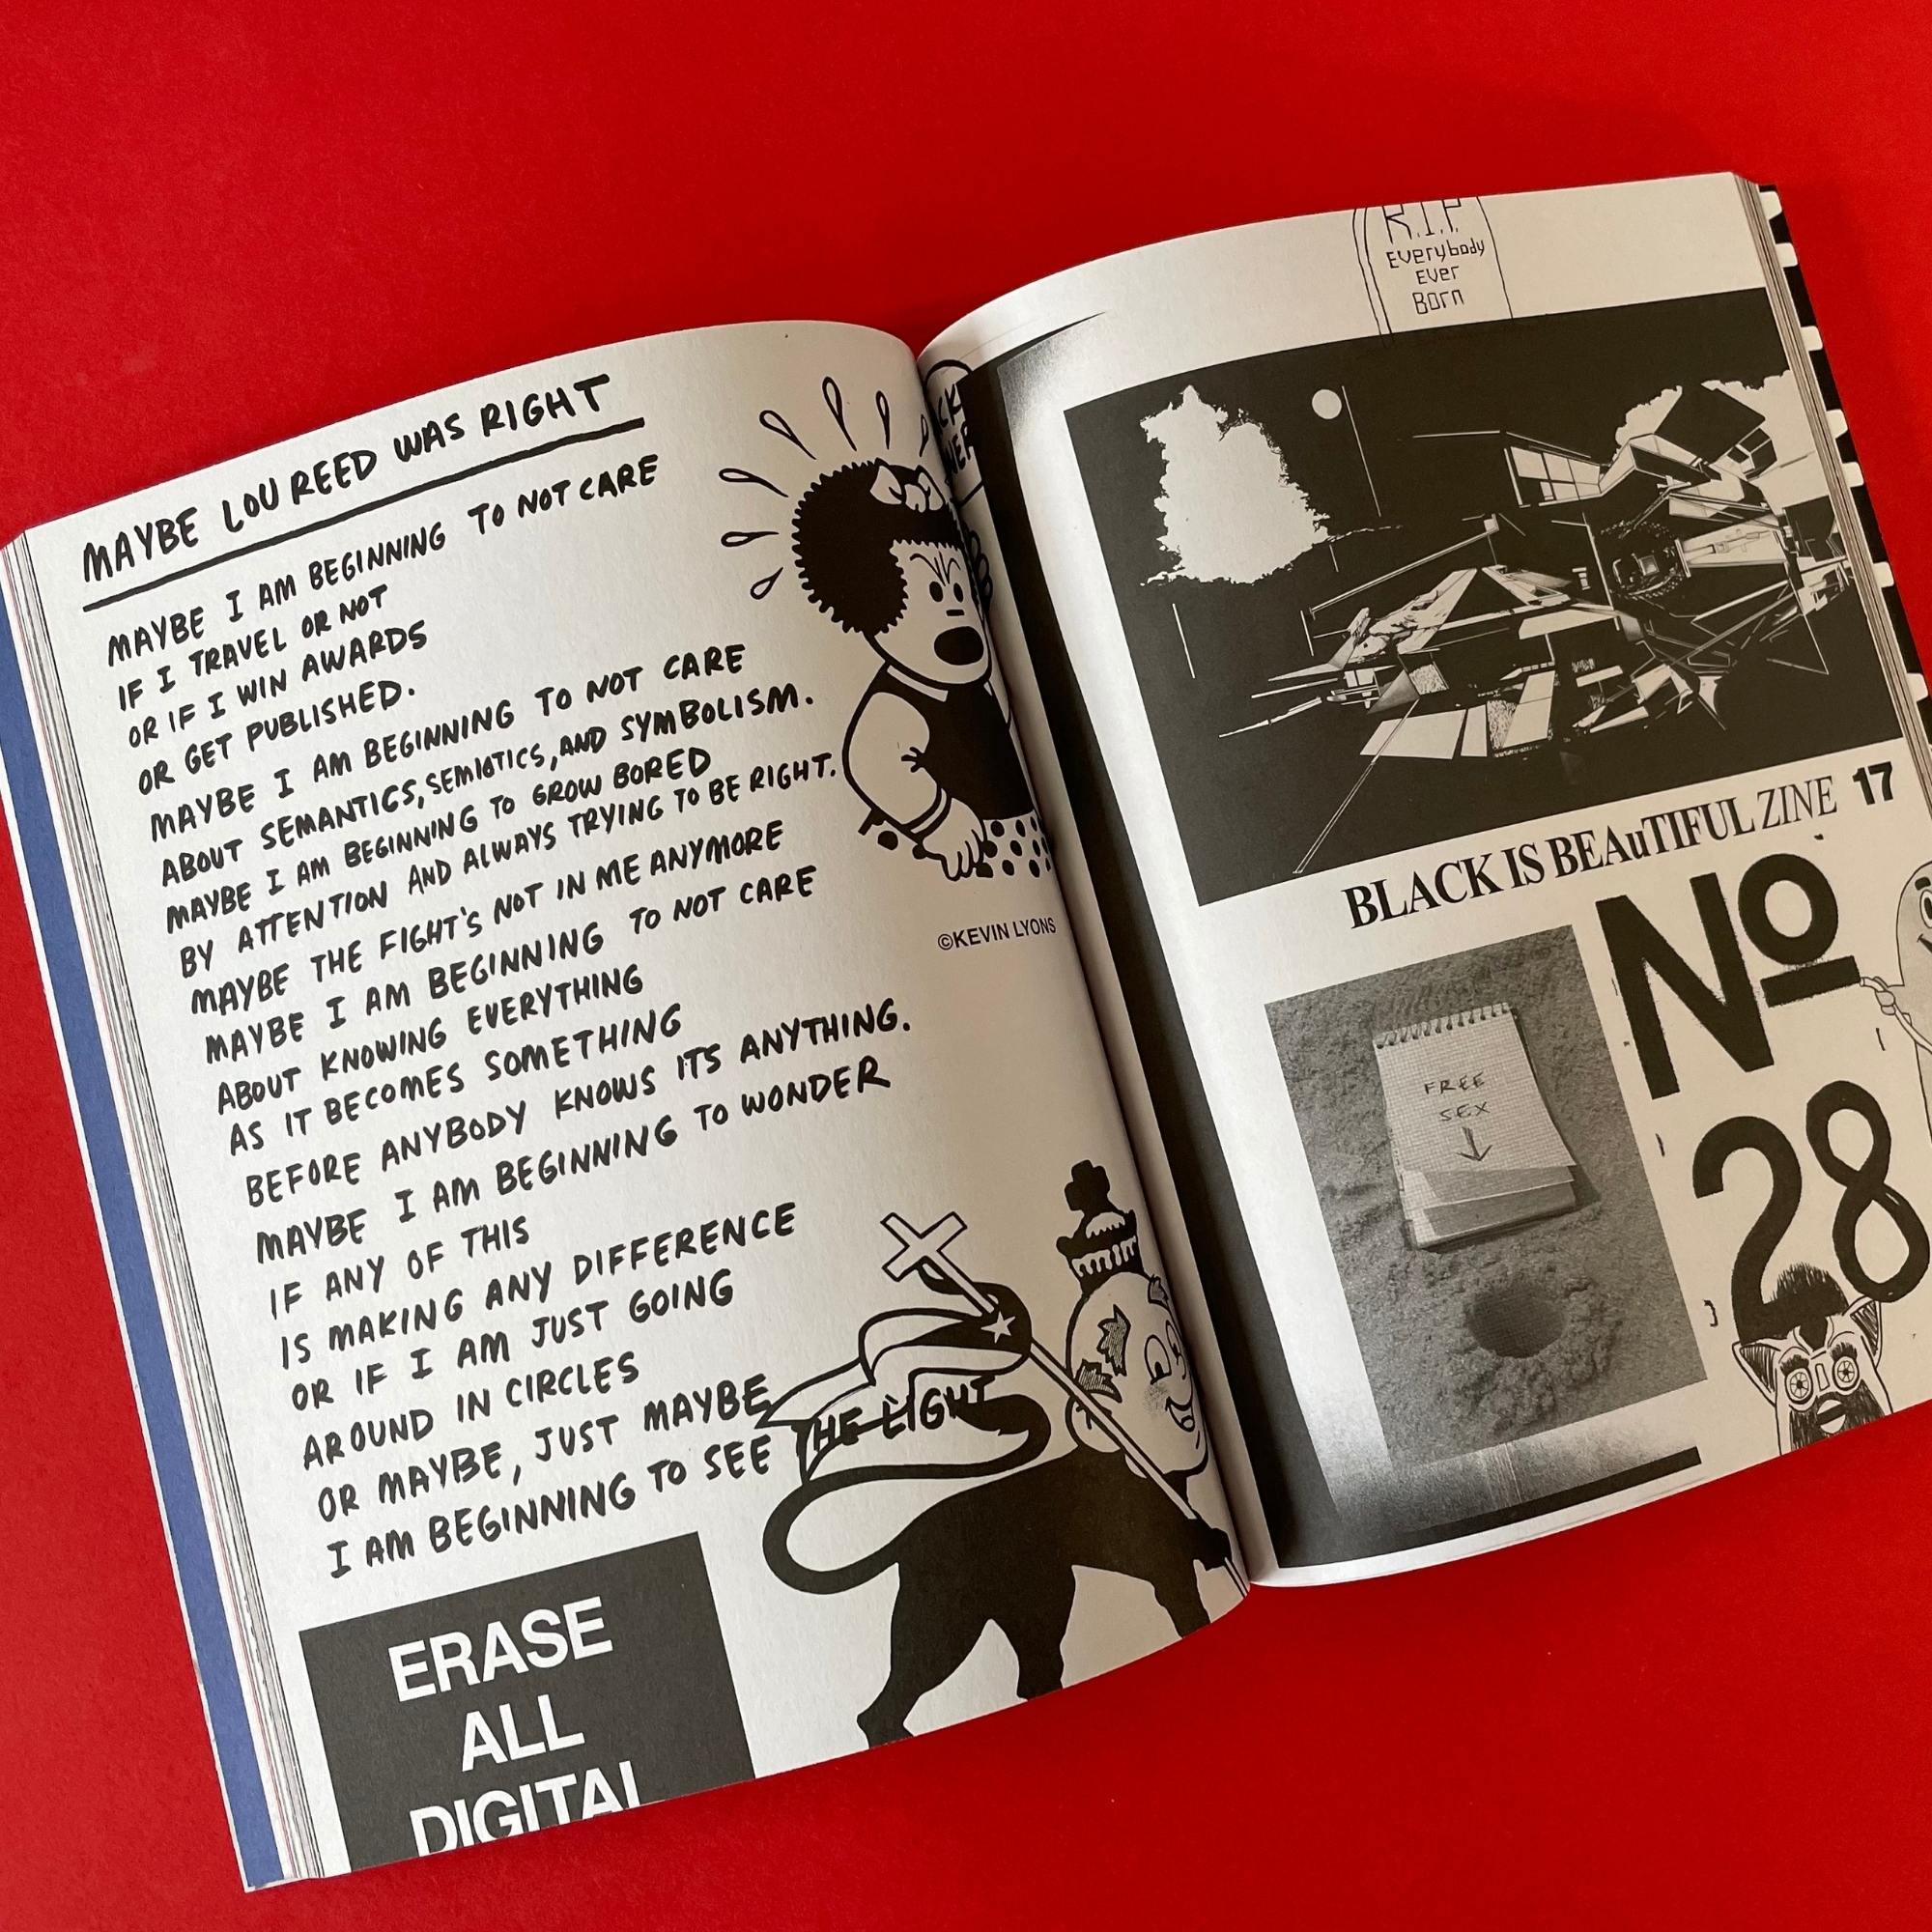 MAYBE LOU REED WAS RIGHT
MAYBE I AM BEGINNING TO NOT CARE
IF I TRAVEL OR NOT
OR IF I WIN AWARDS
OR GET PUBLISHED.
MAYBE I AM BEGINNING TO NOT CARE
ABOUT SEMANTICS, SEMIOTICS, AND SYMBOLISM.
MAYBE I AM BEGINNING TO GROW BORED
BY ATTENTION AND ALWAYS TRYING TO BE RIGHT.
MAYBE THE FIGHT'S NOT IN ME ANYMORE
MAYBE I AM BEGINNING TO NOT CARE
ABOUT KNOWING EVERYTHING
AS IT BECOMES SOMETHING
BEFORE ANYBODY KNOWS ITS ANYTHING.
MAYBE I AM BEGINNING TO WONDER
IF ANY OF THIS
IS MAKING ANY DIFFERENCE
OR IF I AM JUST GOING
AROUND IN CIRCLES
OR MAYBE, JUST MAYBE
I AM BEGINNING TO SEE THE LIGHT
©KEVIN LYONS
ERASE
ALL
DIGITAL
R.I.P.
Everybody
Ever
Born
BLACK IS BEAuTIFUL ZINE 17
No
28
FREE
SEX